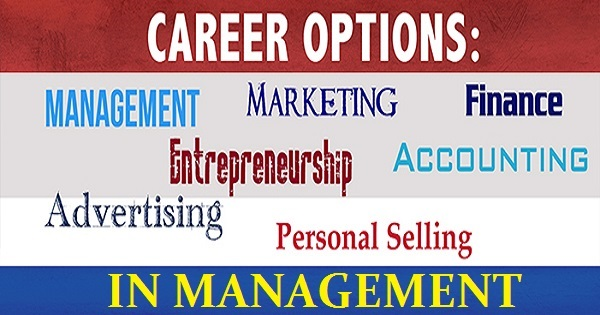 CAREER OPTIONS:
MANAGEMENT MARKETING Finance
Entrepreneurship ACCOUNTING
Advertising
Personal Selling
IN MANAGEMENT